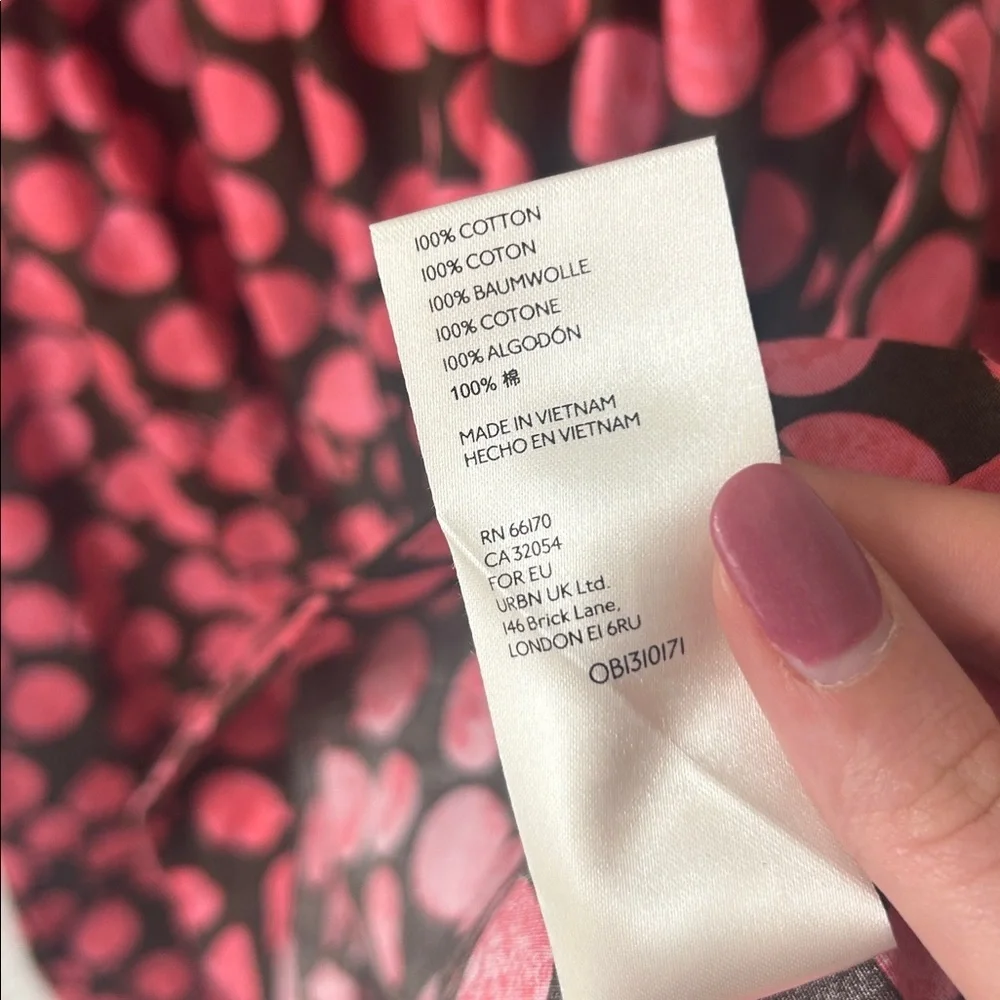 100% COTTON
100% COTON
100% BAUMWOLLE
100% COTONE
100% ALGODÓN
100% 棉
MADE IN VIETNAM
HECHO EN VIETNAM
RN 66170
CA 32054
FOR EU
URBN UK Ltd.
146 Brick Lane,
LONDON E1 6RU
OB1310171